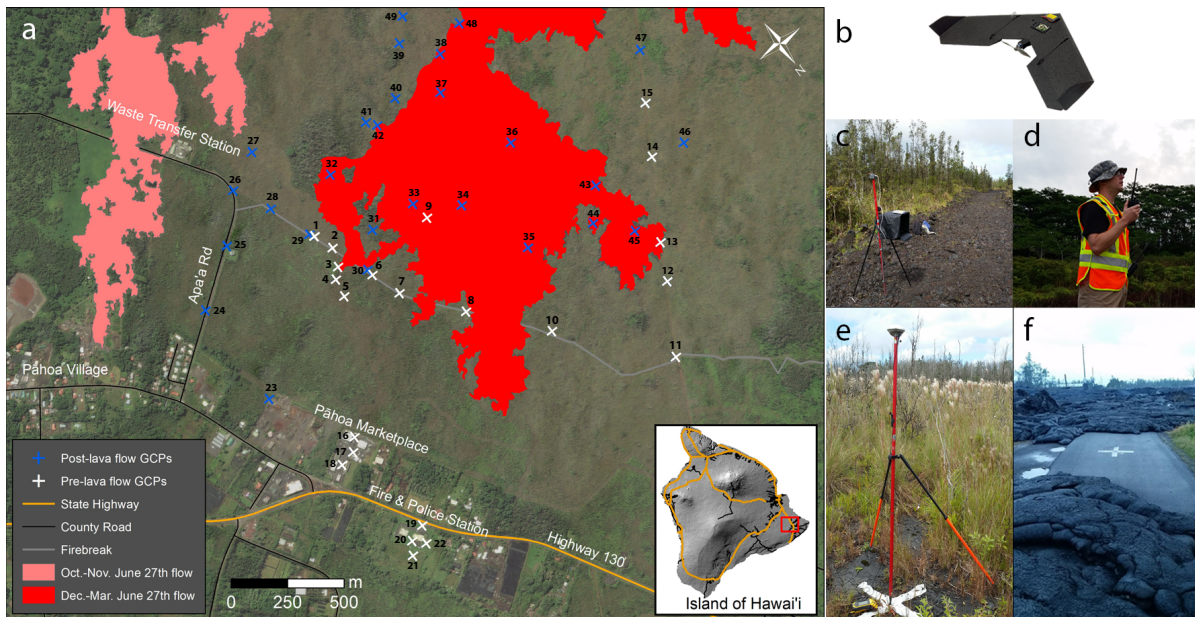 a
49
48
47
39
38
37
40
15
41
42
36
46
14
Waste Transfer Station
27
32
43
26
28
33
34
9
44
1
29
2
31
35
45
13
25
3
30
6
4
5
7
12
Apa'a Rd
24
8
10
11
N
Pāhoa Village
23
Pāhoa Marketplace
16
17
18
Fire & Police Station
19
20
22
21
Highway 130
Post-lava flow GCPs
Pre-lava flow GCPs
State Highway
County Road
Firebreak
Oct.-Nov. June 27th flow
Dec.-Mar. June 27th flow
m
0 250 500
Island of Hawai'i
b
c
d
e
f